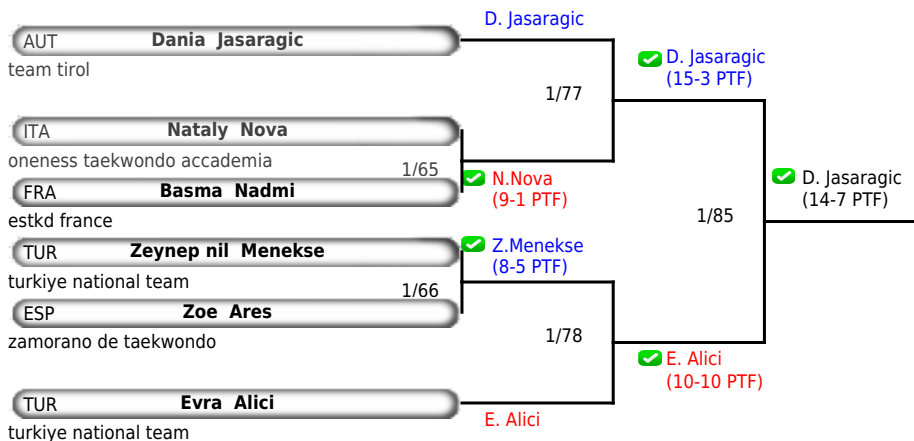 D. Jasaragic
AUT Dania Jasaragic
team tirol
D. Jasaragic
(15-3 PTF)
1/77
ITA Nataly Nova
oneness taekwondo accademia
1/65
N.Nova
(9-1 PTF)
FRA Basma Nadmi
estkd france
D. Jasaragic
(14-7 PTF)
1/85
TUR Zeynep nil Menekse
turkiye national team
Z.Menekse
(8-5 PTF)
1/66
ESP Zoe Ares
zamorano de taekwondo
1/78
E. Alici
(10-10 PTF)
TUR Evra Alici
turkiye national team
E. Alici